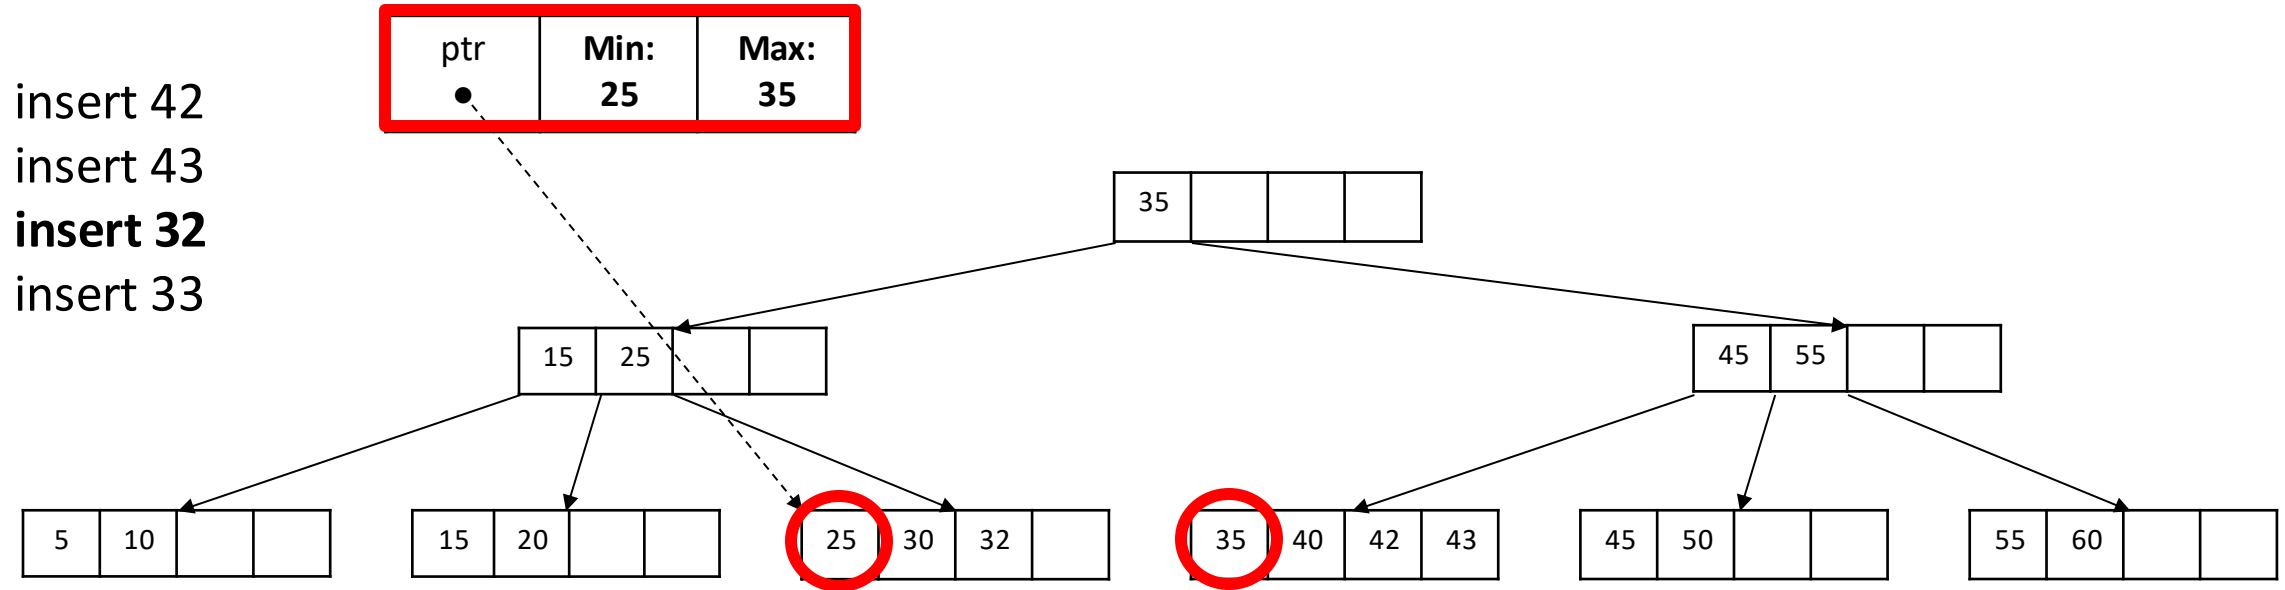 ptr Min: Max:
25 35
insert 42
insert 43
insert 32
insert 33
35
15 25
45 55
5 10
15 20
25 30 32
35 40 42 43
45 50
55 60